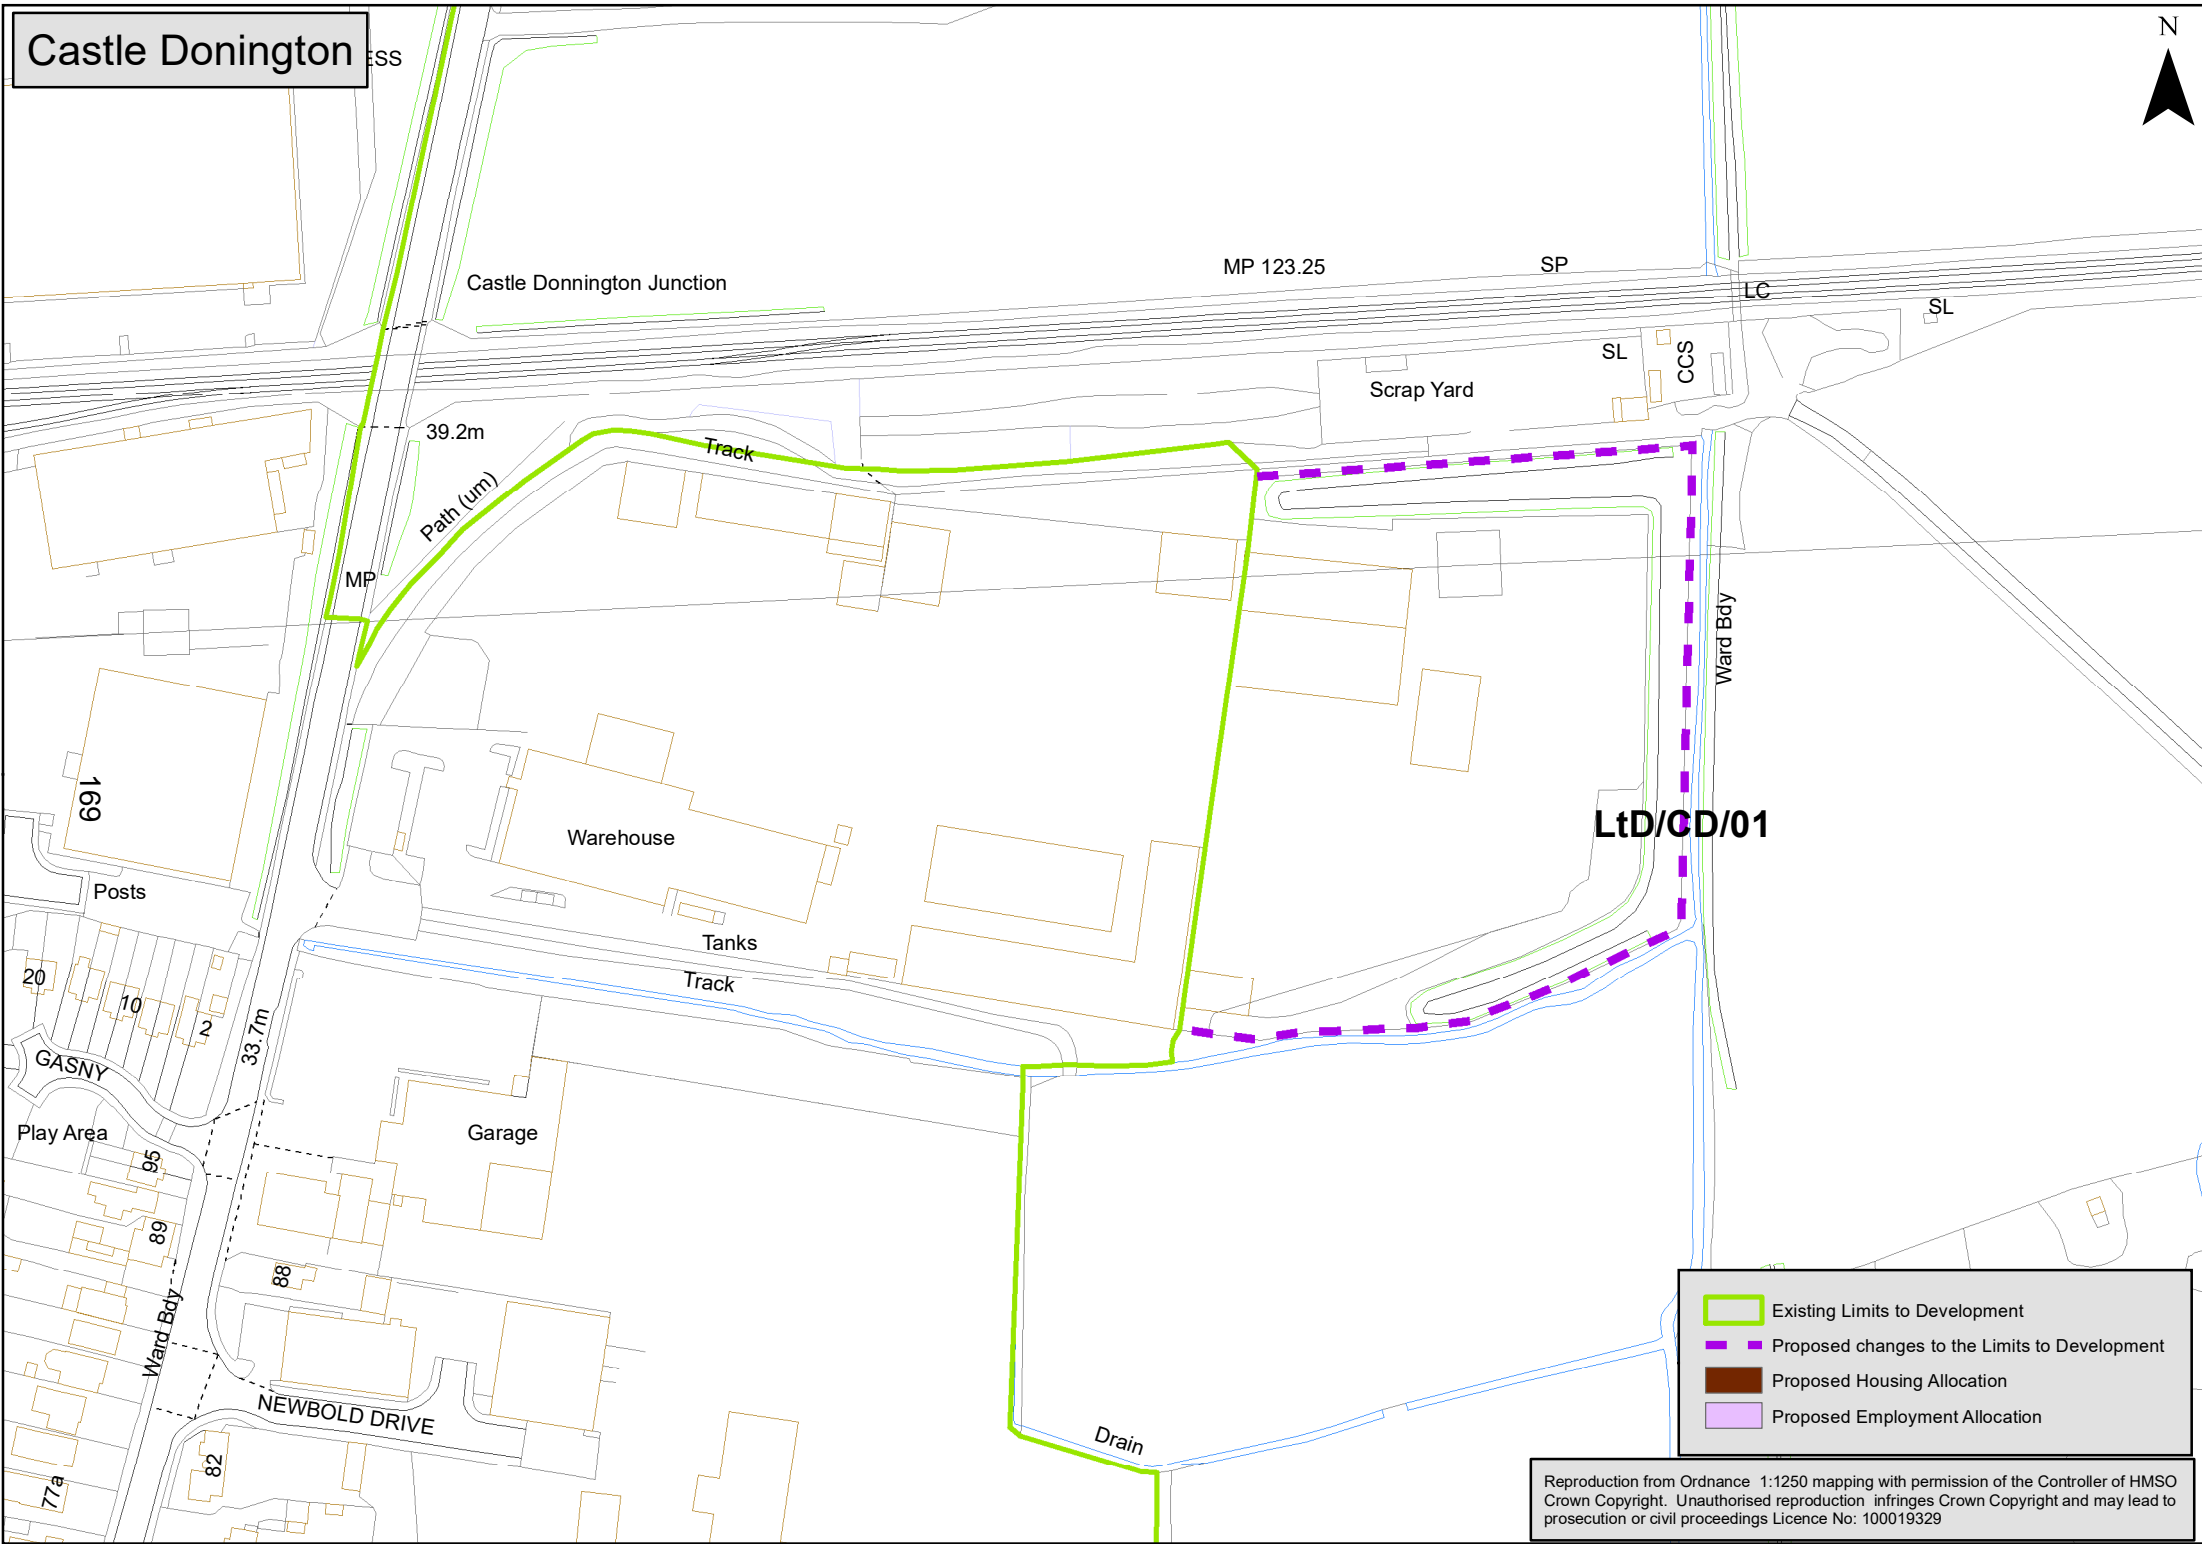 Castle Donington
ESS
N
Castle Donnington Junction
MP 123.25
SP
LC
SL
SL
CCS
Scrap Yard
39.2m
Track
Path (um)
MP
Ward Bdy
169
LtD/CD/01
Warehouse
Posts
Tanks
Track
20
10
2
33.7m
GASNY
Play Area
Garage
95
89
88
Ward Bdy
NEWBOLD DRIVE
82
77a
Drain
Existing Limits to Development
Proposed changes to the Limits to Development
Proposed Housing Allocation
Proposed Employment Allocation
Reproduction from Ordnance 1:1250 mapping with permission of the Controller of HMSO
Crown Copyright. Unauthorised reproduction infringes Crown Copyright and may lead to
prosecution or civil proceedings Licence No: 100019329